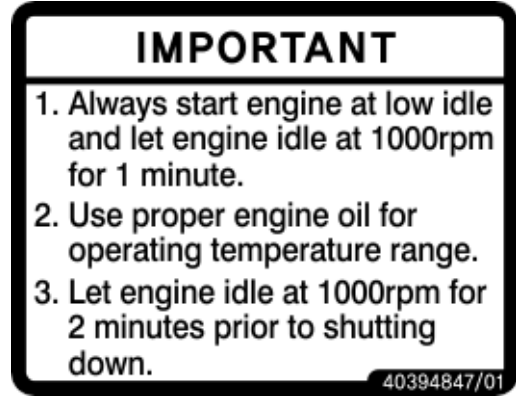 IMPORTANT
1. Always start engine at low idle
and let engine idle at 1000rpm
for 1 minute.
2. Use proper engine oil for
operating temperature range.
3. Let engine idle at 1000rpm for
2 minutes prior to shutting
down.
40394847/01